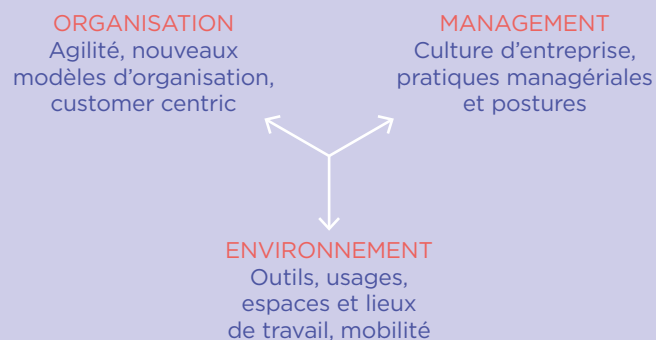 ORGANISATION
Agilité, nouveaux
modèles d’organisation,
customer centric
MANAGEMENT
Culture d’entreprise,
pratiques managériales
et postures
ENVIRONNEMENT
Outils, usages,
espaces et lieux
de travail, mobilité